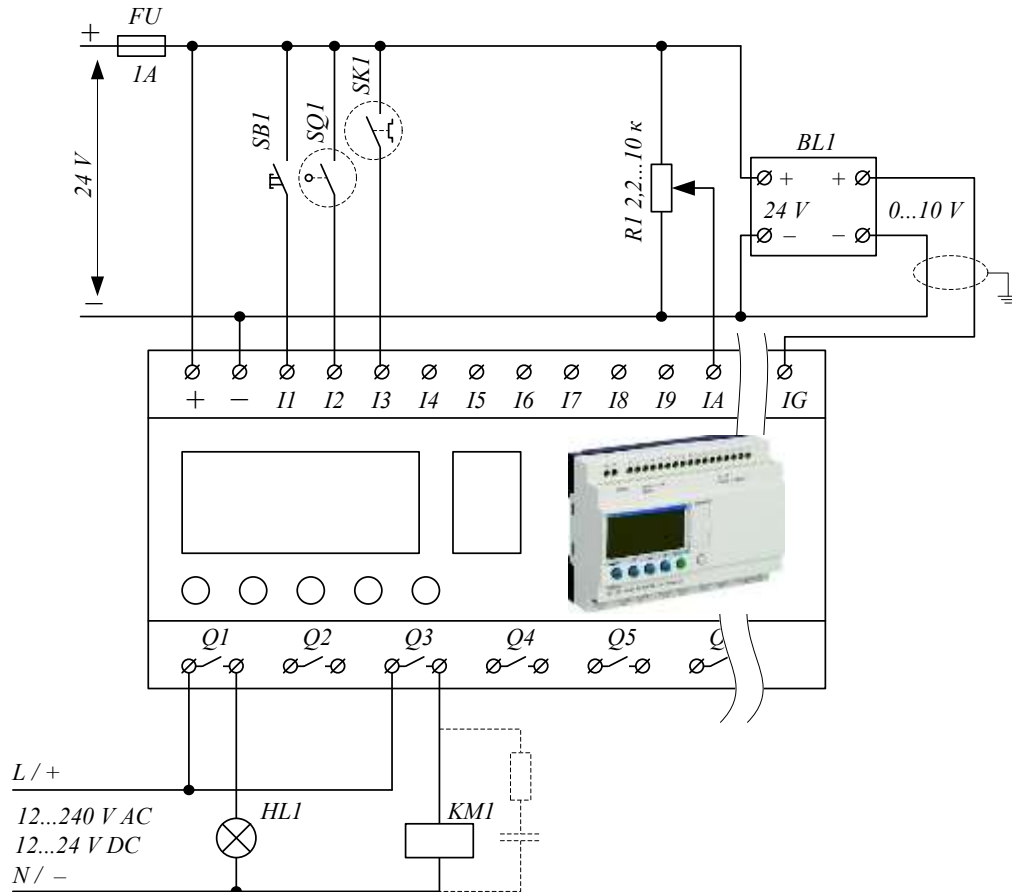 FU
+
1A
24 V
−
SB1
SQ1
SK1
R1 2,2...10 к
BL1
+ +
24 V 0...10 V
− −
+ − I1 I2 I3 I4 I5 I6 I7 I8 I9 IA IG
Q1 Q2 Q3 Q4 Q5 Q
L / +
12...240 V AC
12...24 V DC
N / −
HL1
KM1